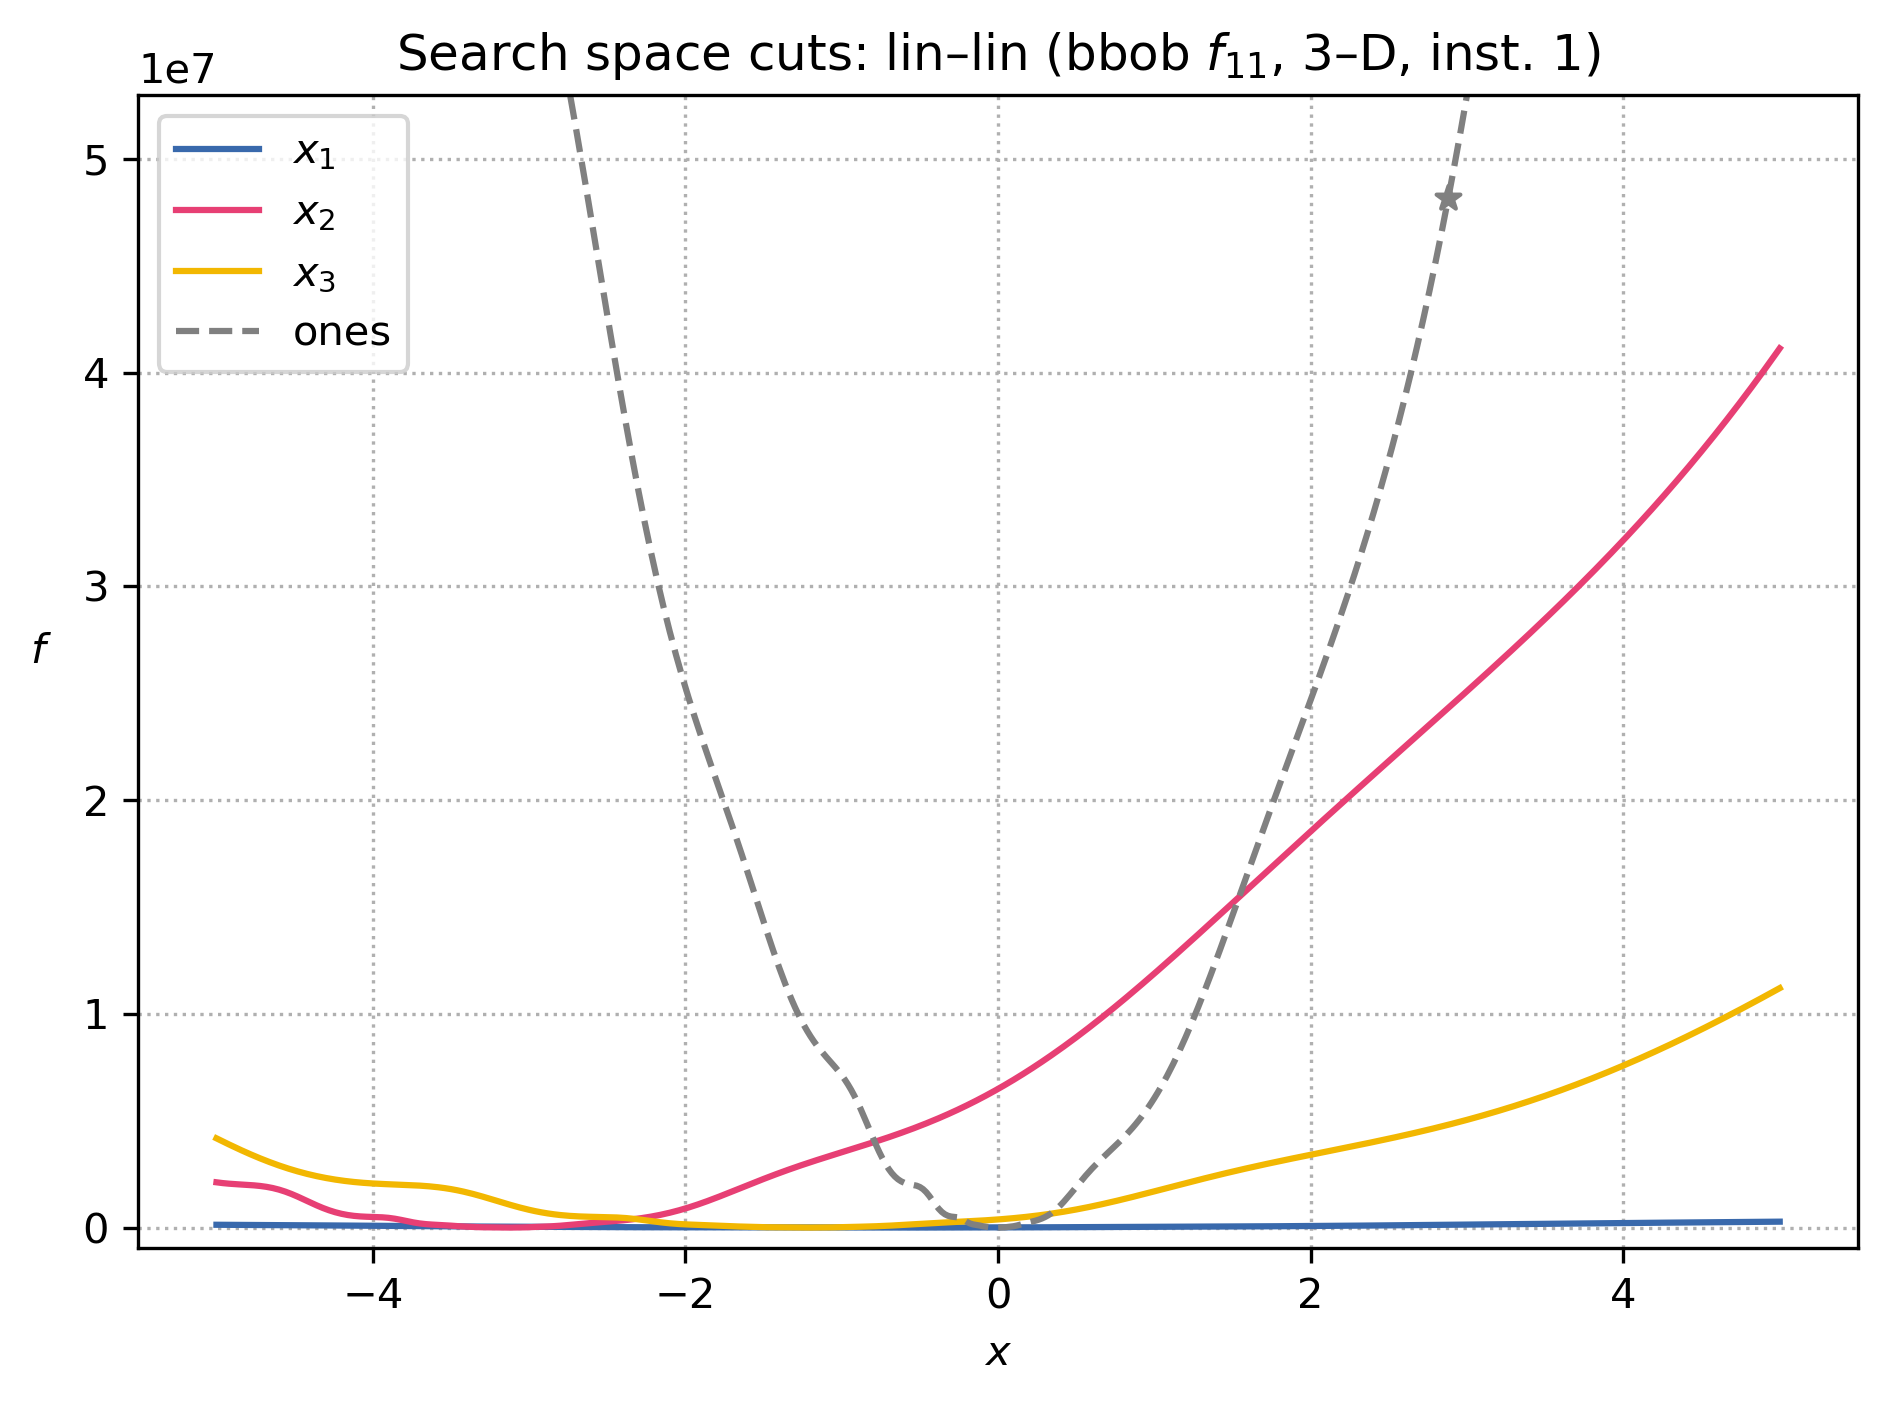 Search space cuts: lin–lin (bbob f₁₁, 3–D, inst. 1)
1e7
x₁
x₂
x₃
ones
5
4
3
2
1
0
f
−4 −2 0 2 4
x